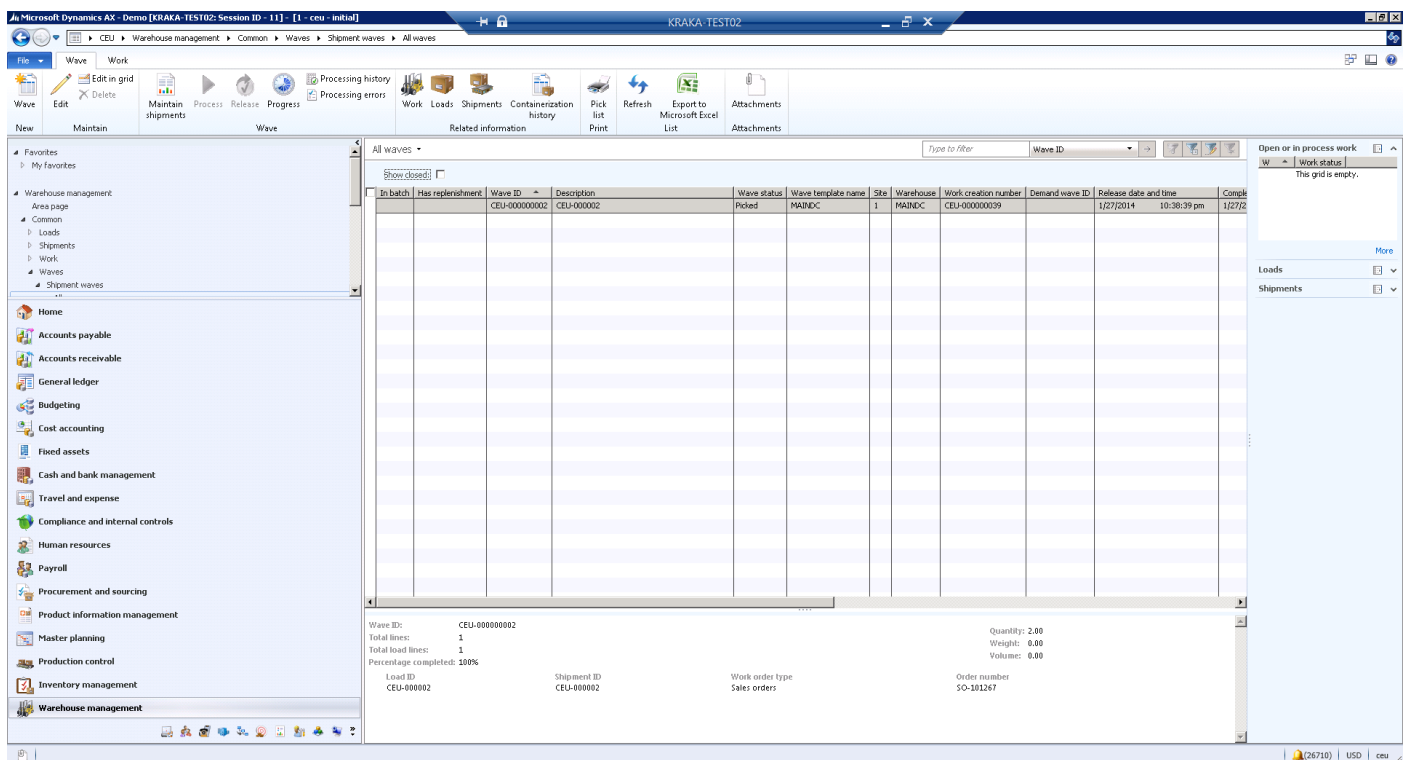 Microsoft Dynamics AX - Demo [KRAKA-TEST02: Session ID - 11] - [1 - ceu - initial]
KRAKA-TEST02
CEU Warehouse management Common Waves Shipment waves All waves
File Wave Work
Wave
Edit
Edit in grid
Delete
Maintain shipments
Process
Release
Progress
Processing history
Processing errors
Work
Loads
Shipments
Containerization history
Pick list
Refresh
Export to Microsoft Excel
Attachments
New Maintain Wave Related information Print List Attachments
Favorites
My favorites
Warehouse management
Area page
Common
Loads
Shipments
Work
Waves
Shipment waves
Home
Accounts payable
Accounts receivable
General ledger
Budgeting
Cost accounting
Fixed assets
Cash and bank management
Travel and expense
Compliance and internal controls
Human resources
Payroll
Procurement and sourcing
Product information management
Master planning
Production control
Inventory management
Warehouse management
All waves Type to filter Wave ID
Show closed:
In batch Has replenishment Wave ID Description Wave status Wave template name Site Warehouse Work creation number Demand wave ID Release date and time Comple
CEU-000000002 CEU-000002 Picked MAINDC 1 MAINDC CEU-000000039 1/27/2014 10:38:39 pm 1/27/2
Wave ID: CEU-000000002
Total lines: 1
Total load lines: 1
Percentage completed: 100%
Quantity: 2.00
Weight: 0.00
Volume: 0.00
Load ID Shipment ID Work order type Order number
CEU-000002 CEU-000002 Sales orders SO-101267
Open or in process work
W Work status
This grid is empty.
More
Loads
Shipments
(26710) USD ceu